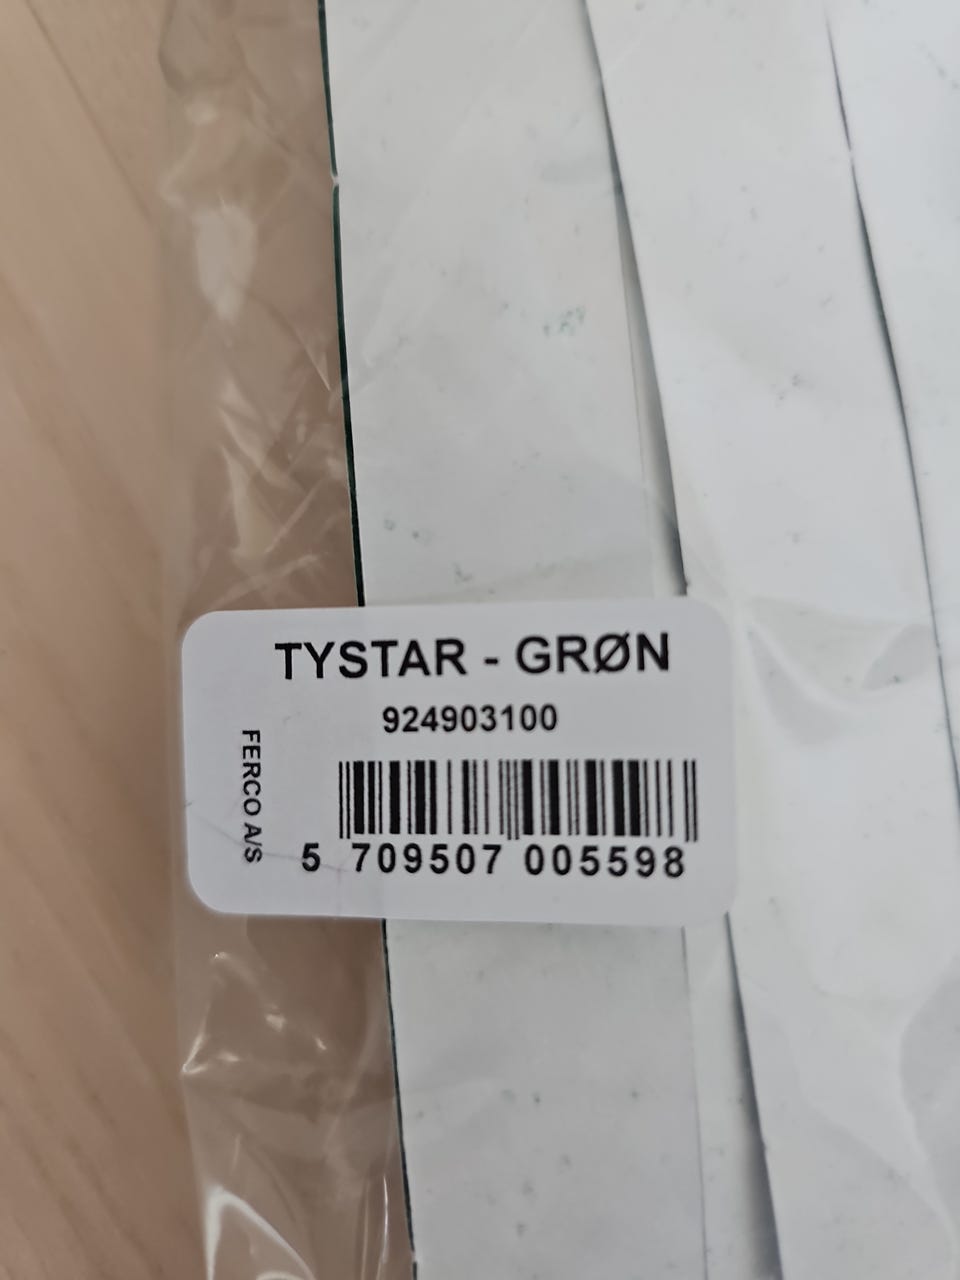 TYSTAR - GRØN
924903100
FERCO A/S
5 709507 005598